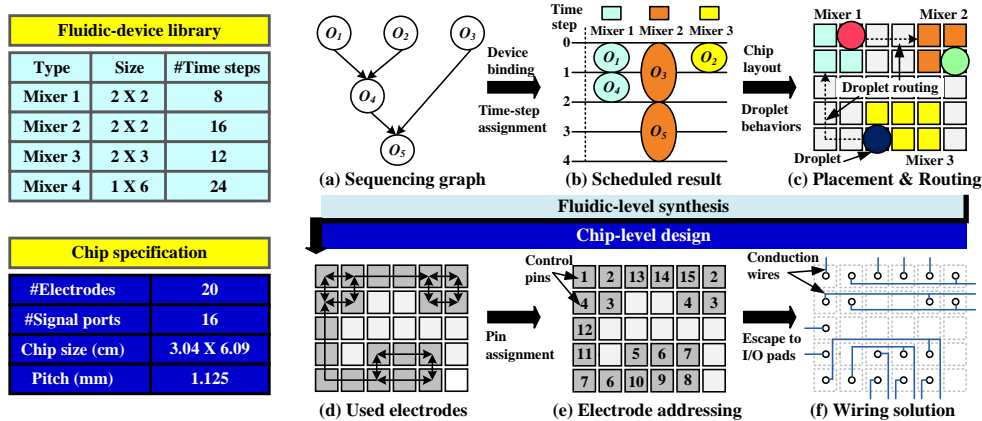 Fluidic-device library
Type Size #Time steps
Mixer 1 2 X 2 8
Mixer 2 2 X 2 16
Mixer 3 2 X 3 12
Mixer 4 1 X 6 24
Chip specification
#Electrodes 20
#Signal ports 16
Chip size (cm) 3.04 X 6.09
Pitch (mm) 1.125
O1 O2 O3
O4
O5
(a) Sequencing graph
Device
binding
Time-step
assignment
Time
step
Mixer 1 Mixer 2 Mixer 3
0
1
2
3
4
O1 O3 O2
O4
O5
(b) Scheduled result
Chip
layout
Droplet
behaviors
Mixer 1 Mixer 2
Droplet routing
Droplet
Mixer 3
(c) Placement & Routing
Fluidic-level synthesis
Chip-level design
(d) Used electrodes
Pin
assignment
Control
pins
1 2 13 14 15 2
4 3 4 3
12
11 5 6 7
7 6 10 9 8
(e) Electrode addressing
Escape to
I/O pads
Conduction
wires
(f) Wiring solution